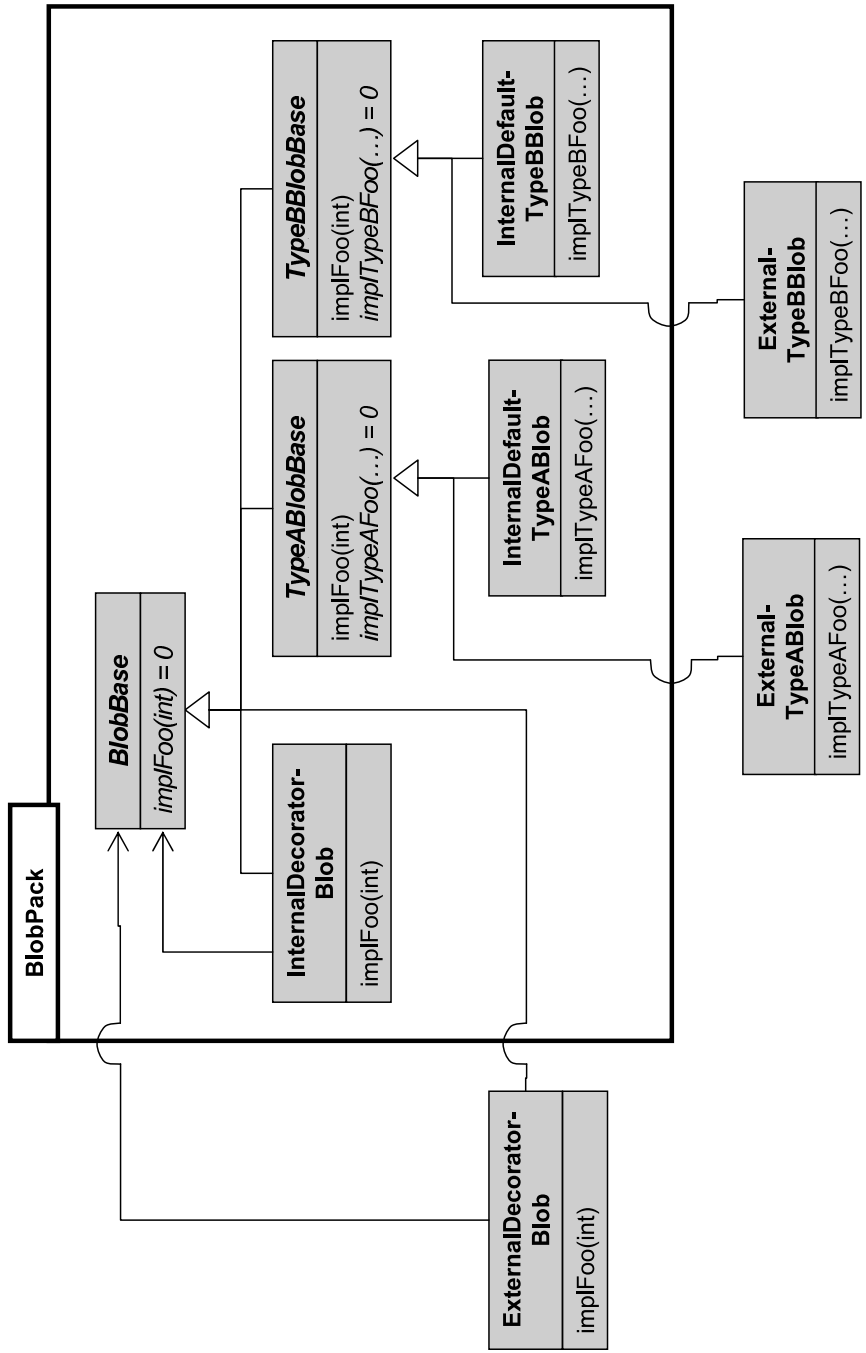 BlobPack
BlobBase
implFoo(int) = 0
InternalDecorator-
Blob
implFoo(int)
TypeABlobBase
implFoo(int)
implTypeAFoo(…) = 0
TypeBBlobBase
implFoo(int)
implTypeBFoo(…) = 0
ExternalDecorator-
Blob
implFoo(int)
InternalDefault-
TypeABlob
implTypeAFoo(…)
InternalDefault-
TypeBBlob
implTypeBFoo(…)
External-
TypeABlob
implTypeAFoo(…)
External-
TypeBBlob
implTypeBFoo(…)